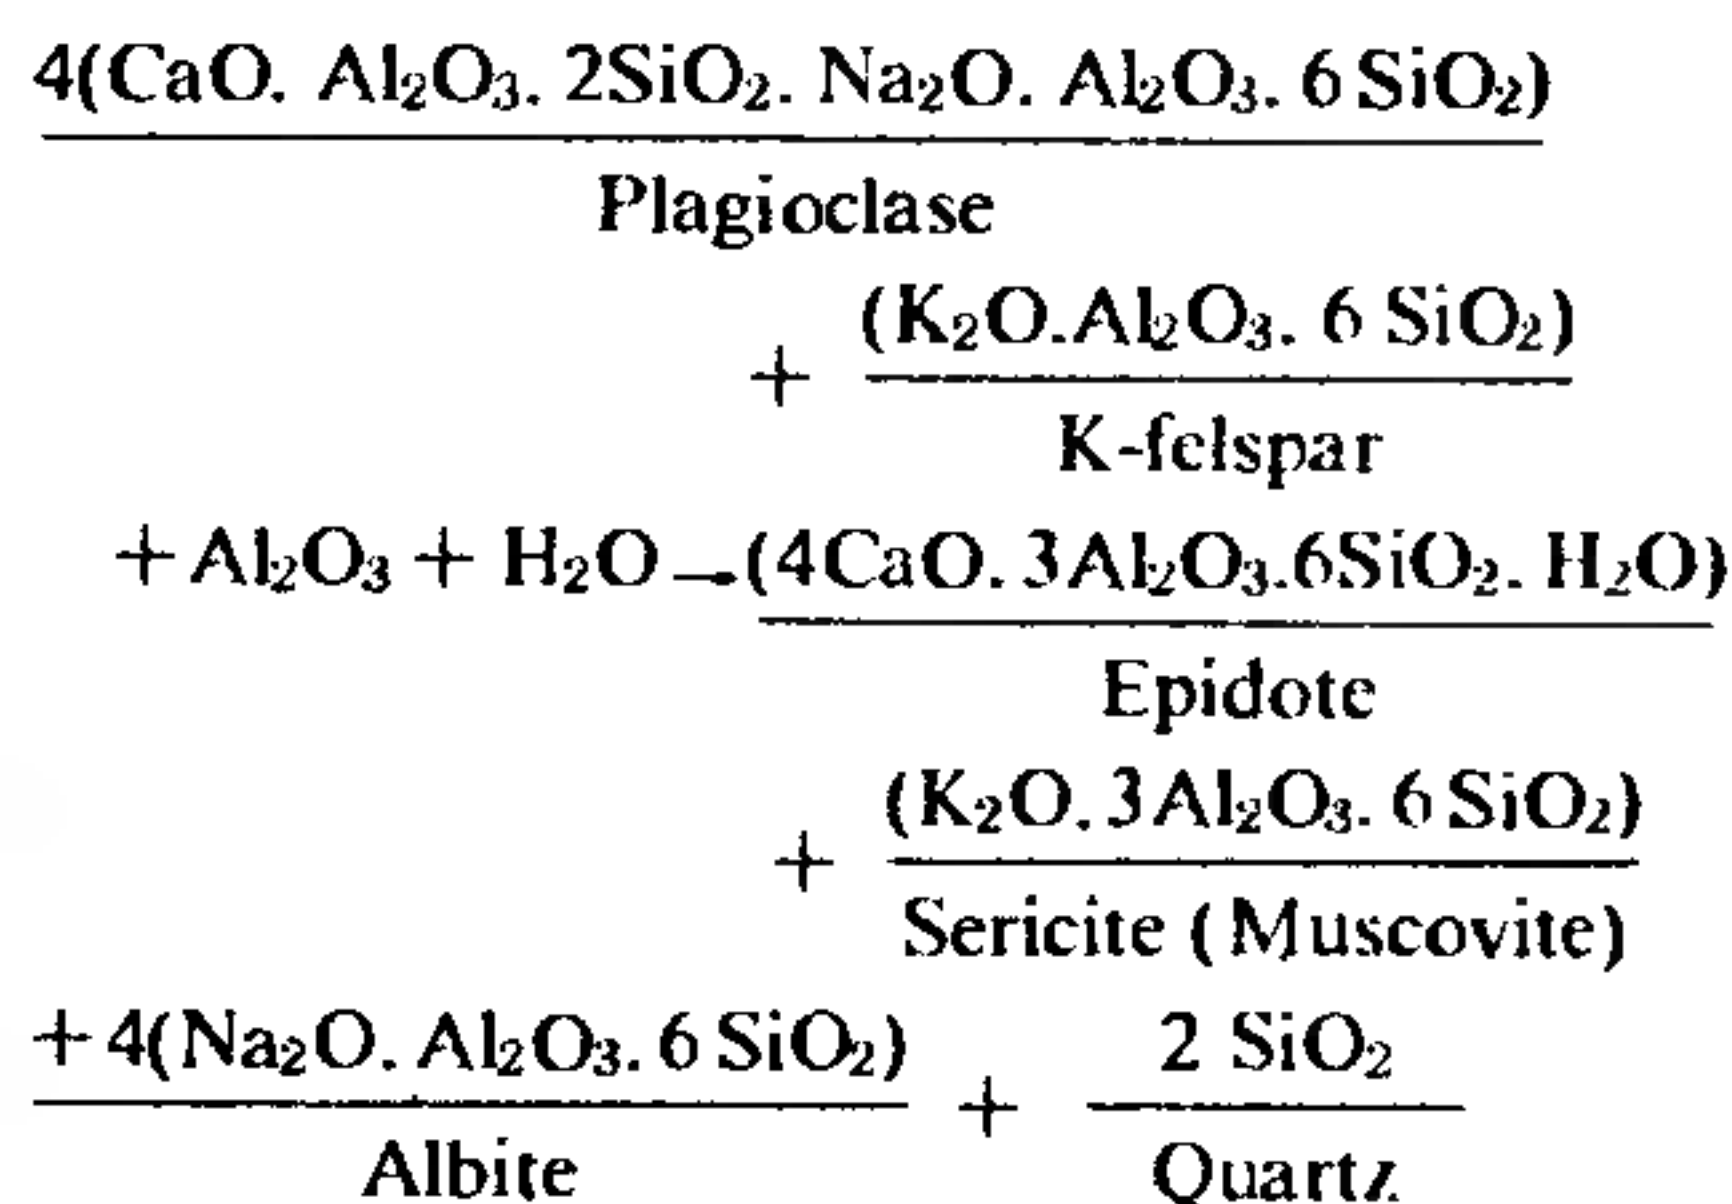 4(CaO. Al₂O₃. 2SiO₂. Na₂O. Al₂O₃. 6 SiO₂)
Plagioclase
+ (K₂O.Al₂O₃. 6 SiO₂)
K-felspar
+ Al₂O₃ + H₂O → (4CaO. 3Al₂O₃.6SiO₂. H₂O)
Epidote
+ (K₂O. 3Al₂O₃. 6 SiO₂)
Sericite (Muscovite)
+ 4(Na₂O. Al₂O₃. 6 SiO₂) + 2 SiO₂
Albite Quartz